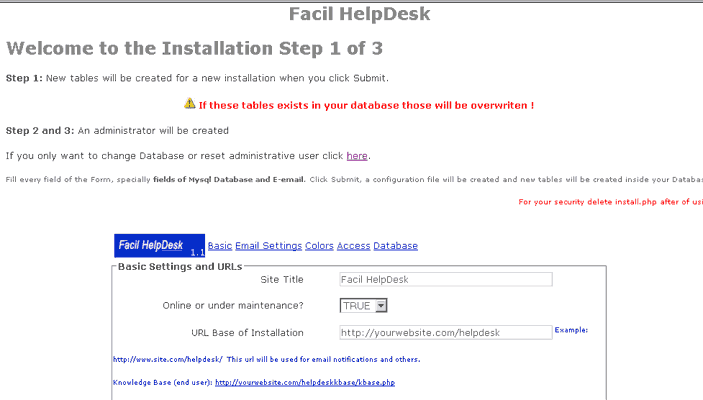 Facil HelpDesk
Welcome to the Installation Step 1 of 3
Step 1: New tables will be created for a new installation when you click Submit.
If these tables exists in your database those will be overwriten !
Step 2 and 3: An administrator will be created
If you only want to change Database or reset administrative user click here.
Fill every field of the Form, specially fields of Mysql Database and E-email. Click Submit, a configuration file will be created and new tables will be created inside your Databa
For your security delete install.php after of usi
Facil HelpDesk 1.1 Basic Email Settings Colors Access Database
Basic Settings and URLs
Site Title Facil HelpDesk
Online or under maintenance? TRUE
URL Base of Installation http://yourwebsite.com/helpdesk Example:
http://www.site.com/helpdesk/ This url will be used for email notifications and others.
Knowledge Base (end user): http://yourwebsite.com/helpdeskkbase/kbase.php